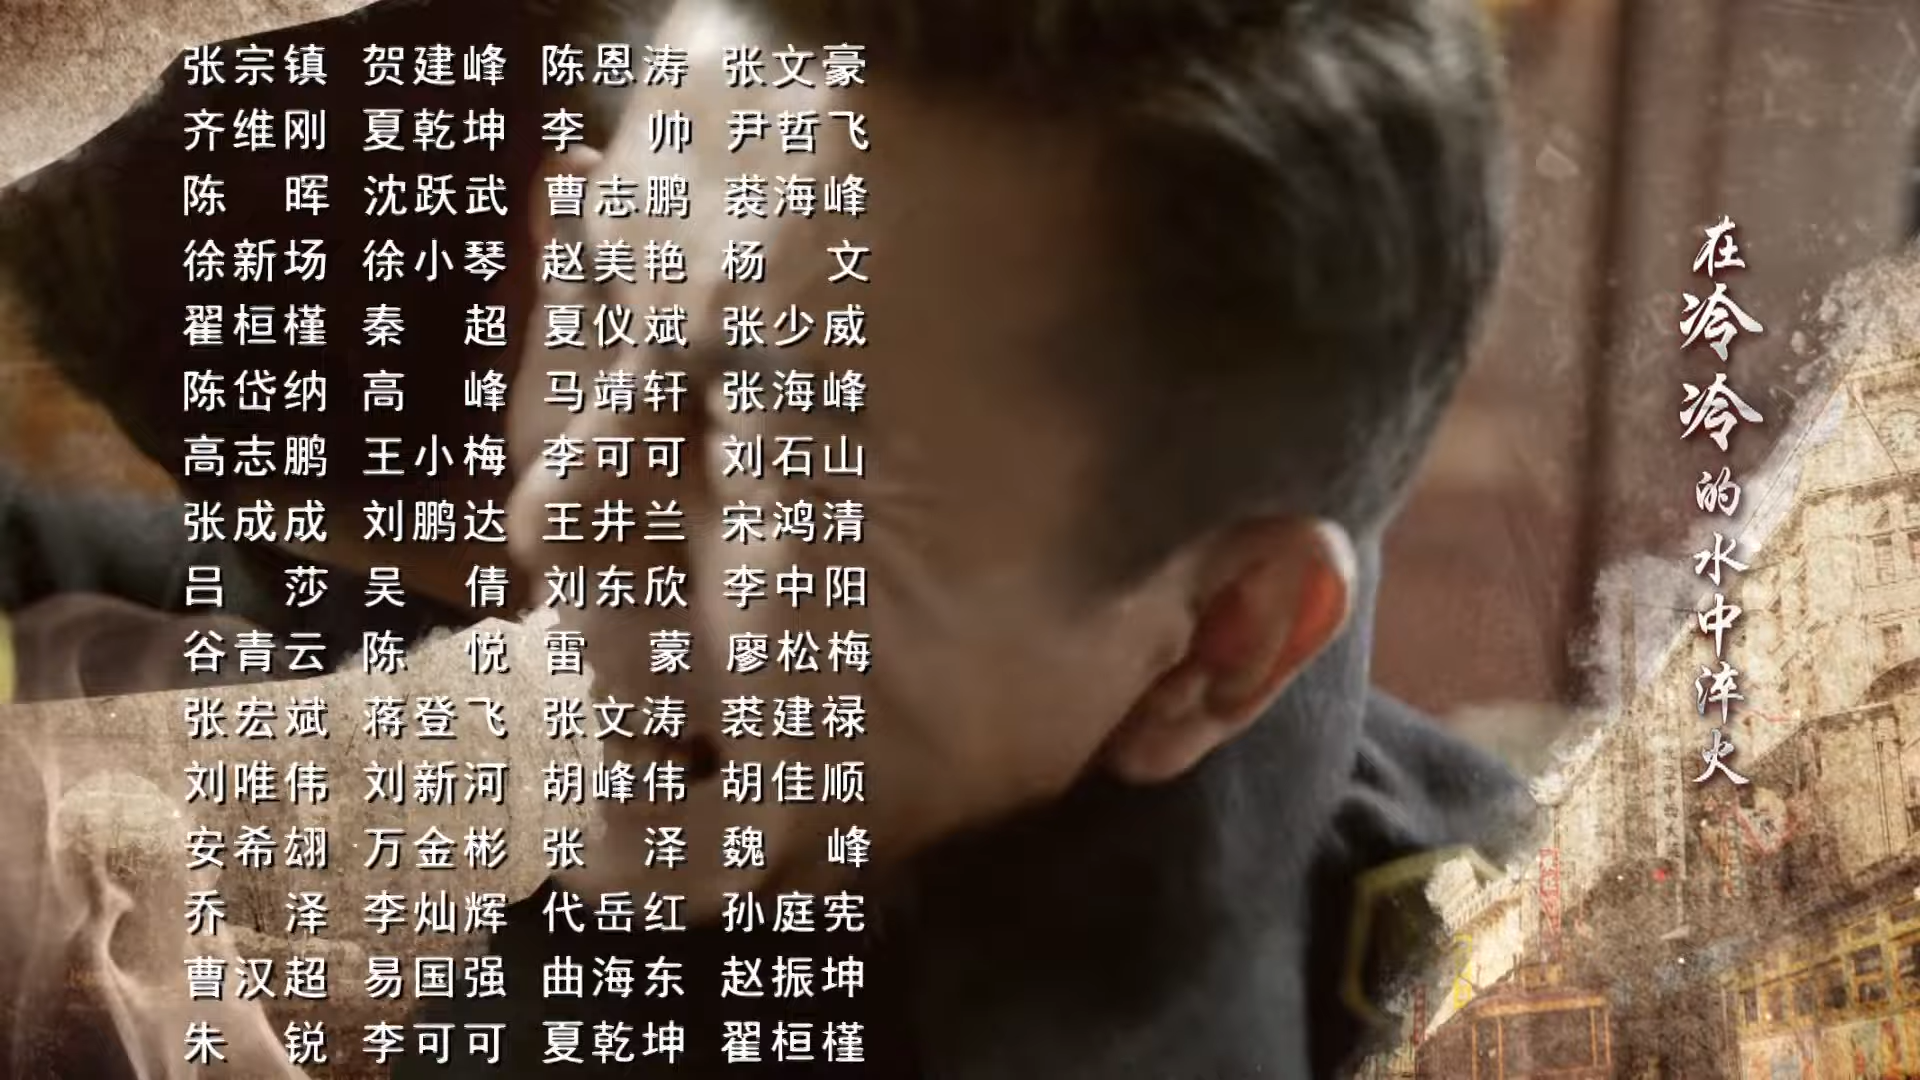 张宗镇 贺建峰 陈恩涛 张文豪
齐维刚 夏乾坤 李帅 尹哲飞
陈晖 沈跃武 曹志鹏 裘海峰
徐新场 徐小琴 赵美艳 杨文
翟桓槿 秦超 夏仪斌 张少威
陈岱纳 高峰 马靖轩 张海峰
高志鹏 王小梅 李可可 刘石山
张成成 刘鹏达 王井兰 宋鸿清
吕莎 吴倩 刘东欣 李中阳
谷青云 陈悦 雷蒙 廖松梅
张宏斌 蒋登飞 张文涛 裘建禄
刘唯伟 刘新河 胡峰伟 胡佳顺
安希翃 万金彬 张泽 魏峰
乔泽 李灿辉 代岳红 孙庭宪
曹汉超 易国强 曲海东 赵振坤
朱锐 李可可 夏乾坤 翟桓槿
在冷冷的水中淬火